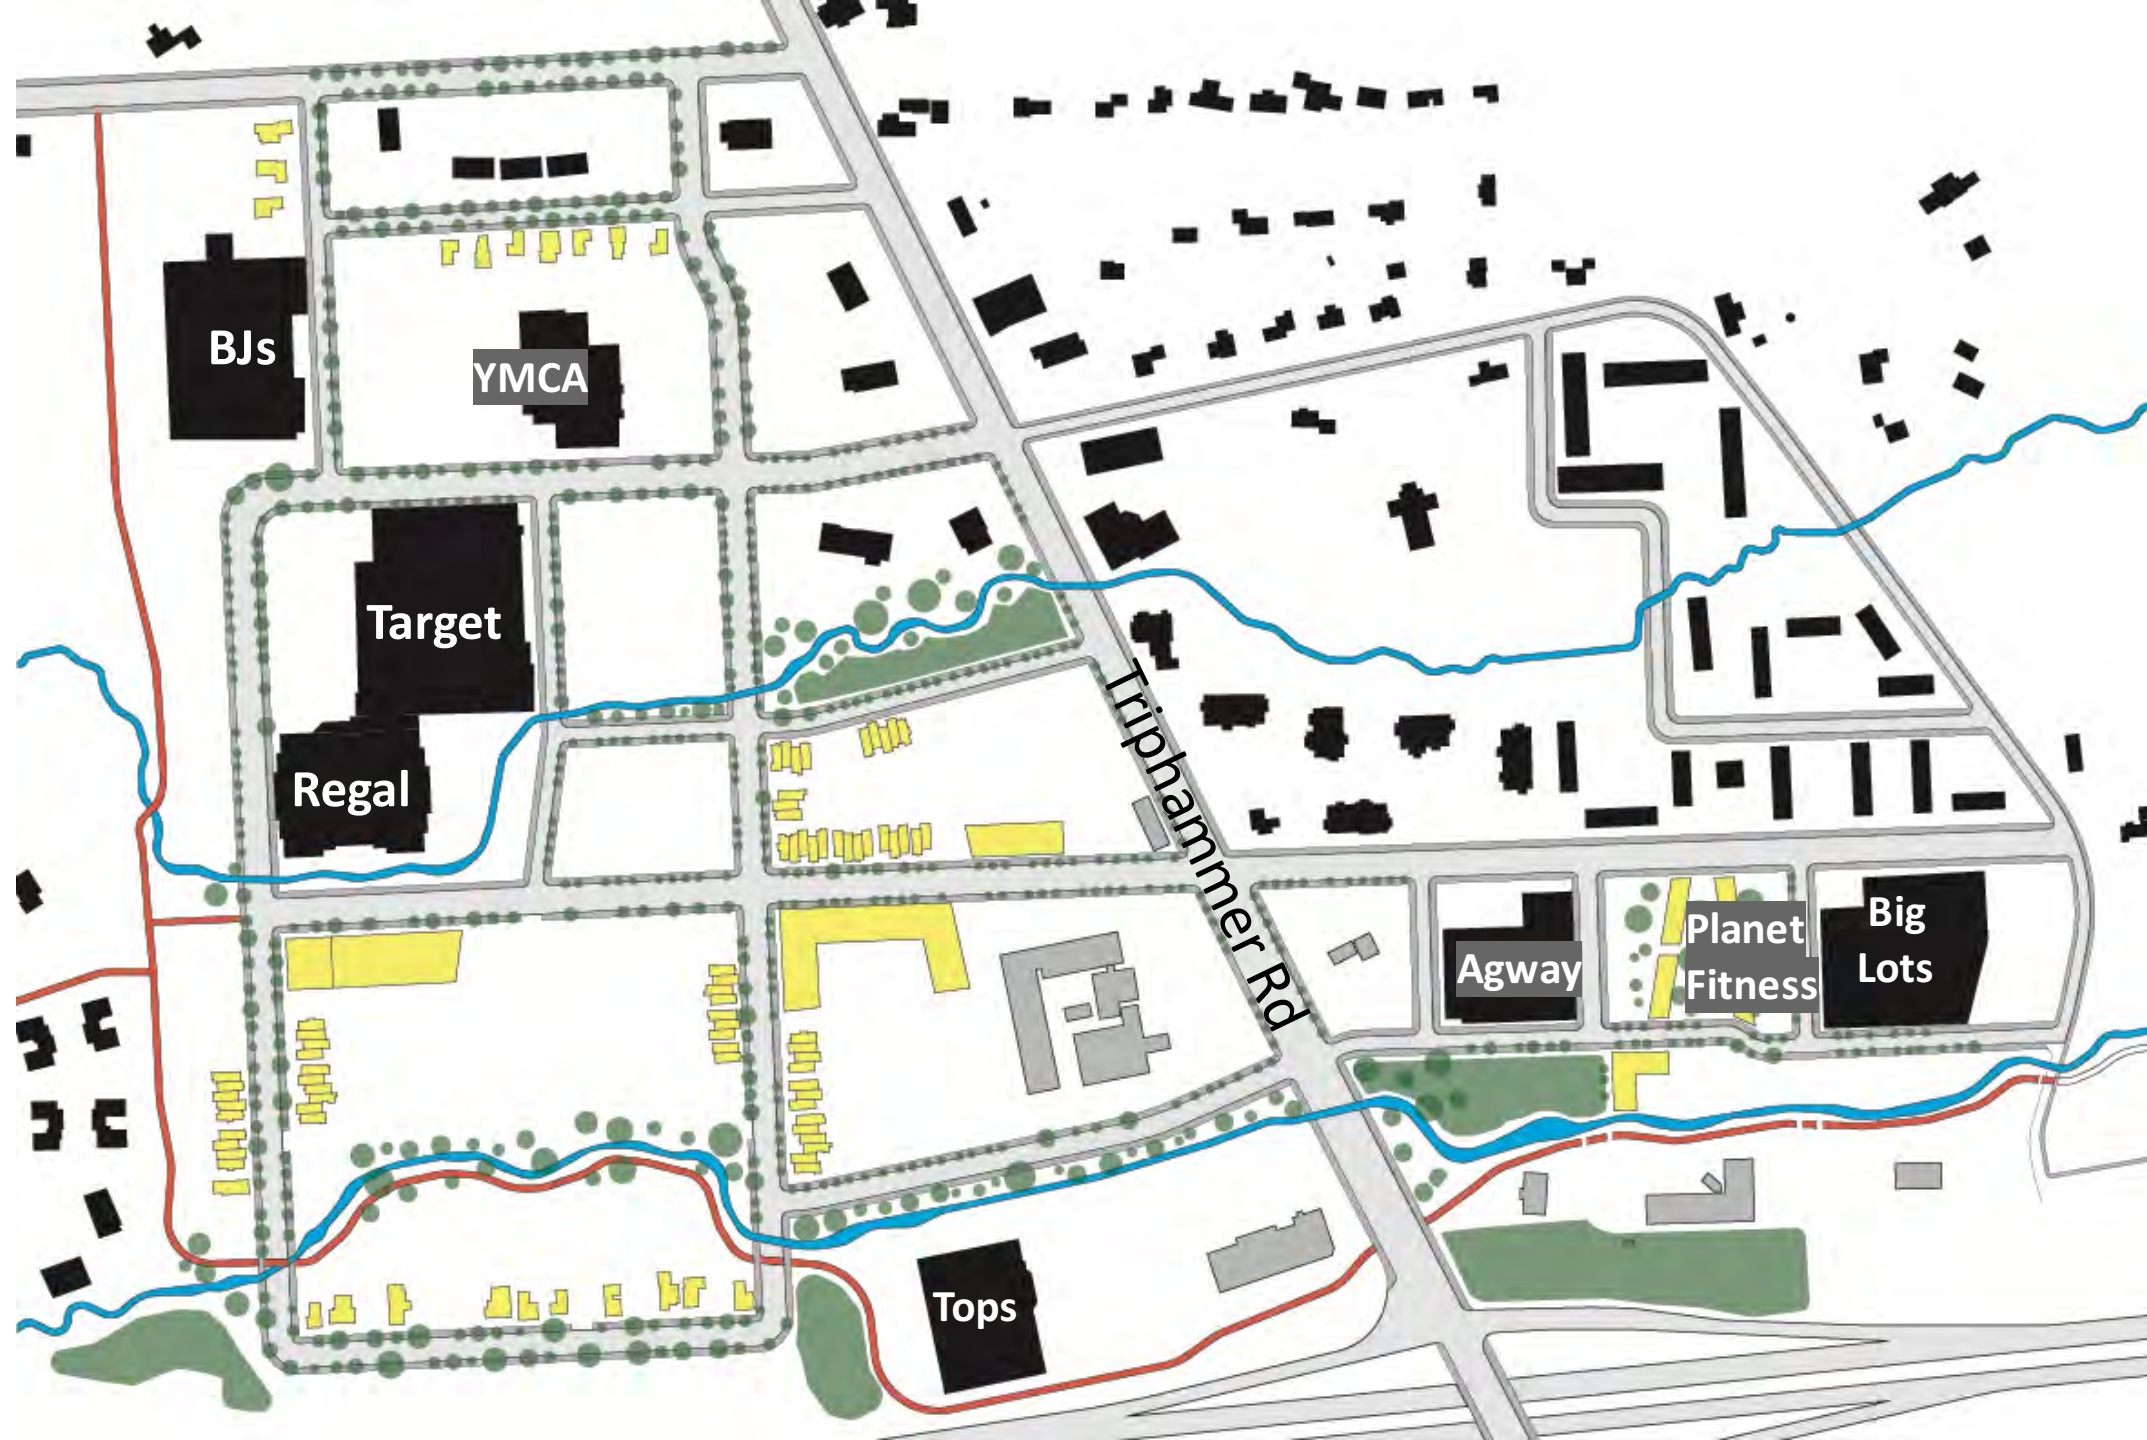 BJs
YMCA
Target
Regal
Triphammer Rd
Agway
Planet
Fitness
Big
Lots
Tops